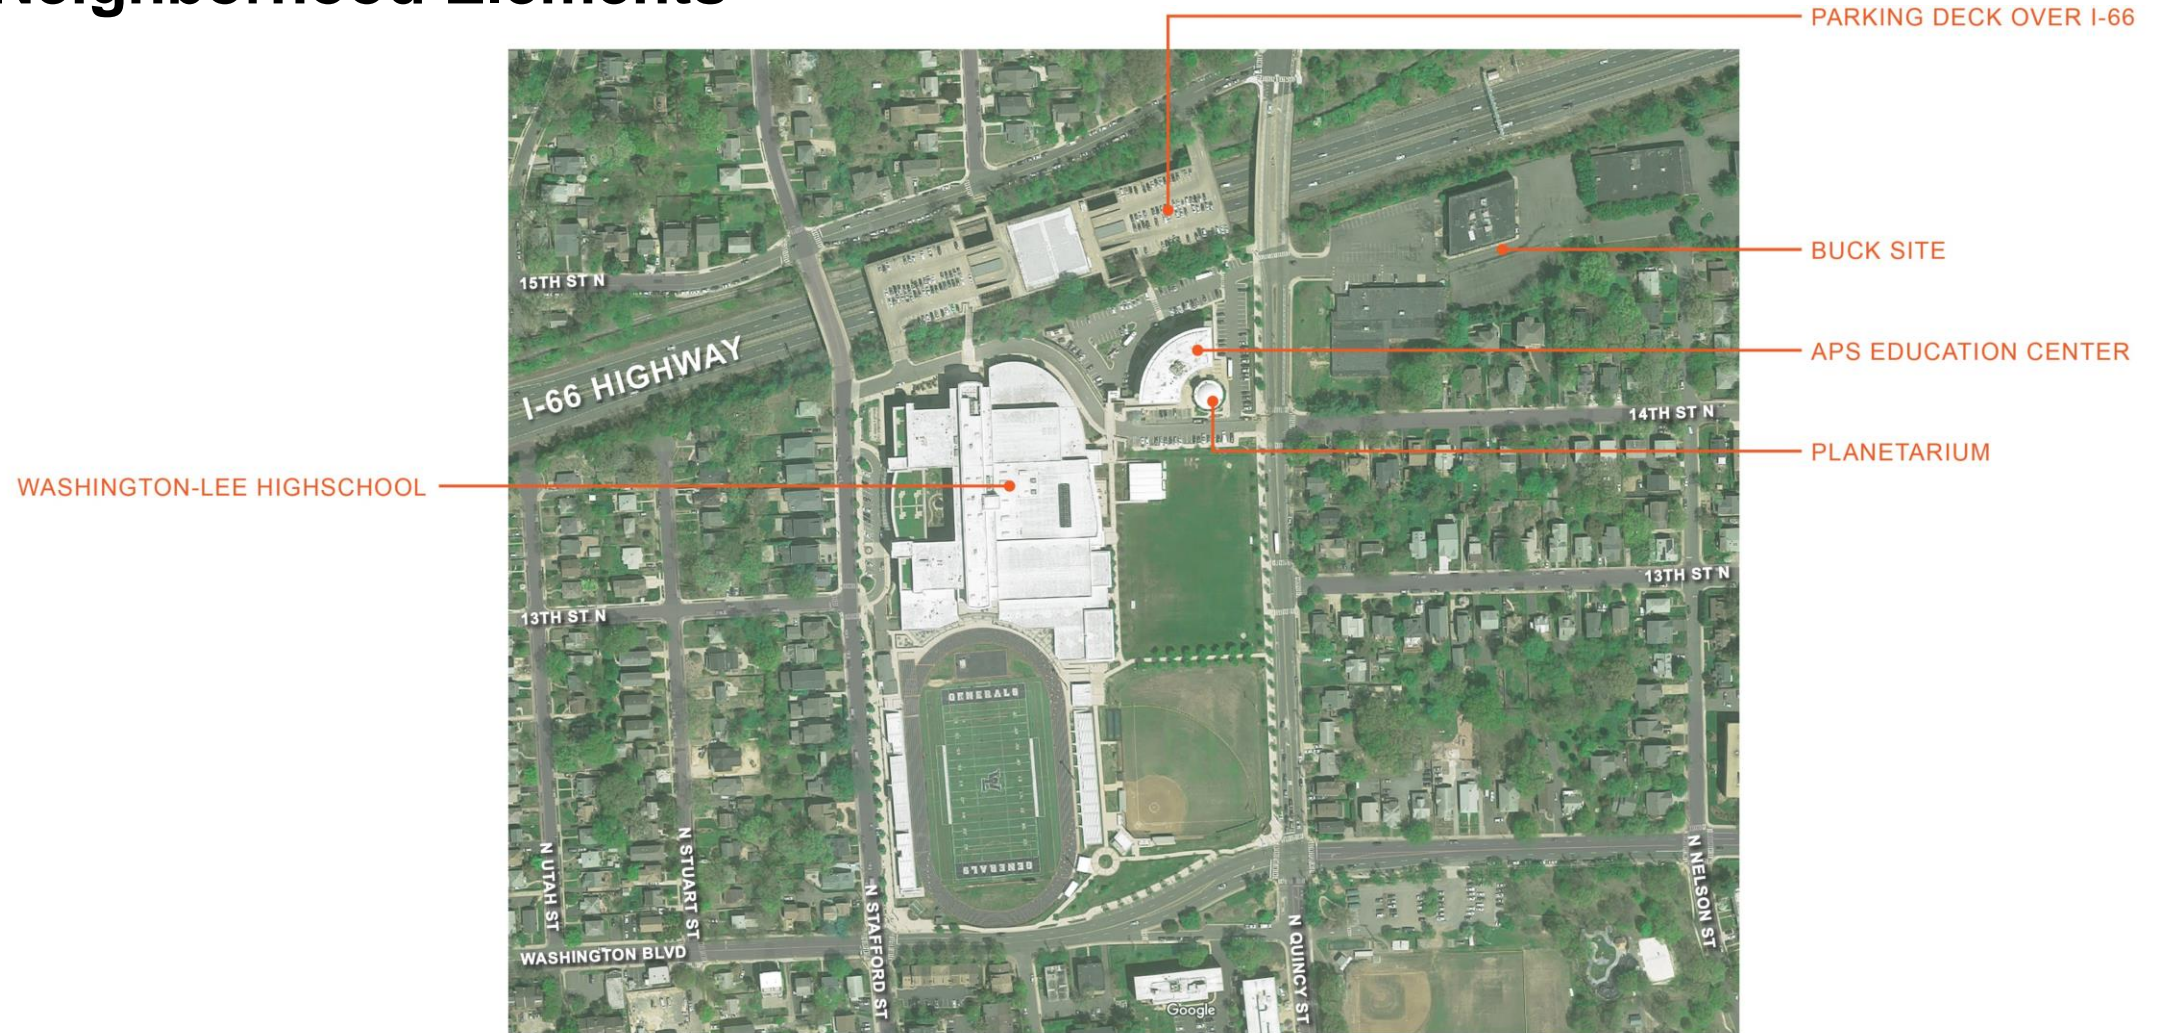 Neighborhood Elements
PARKING DECK OVER I-66
BUCK SITE
15TH ST N
I-66 HIGHWAY
APS EDUCATION CENTER
14TH ST N
PLANETARIUM
WASHINGTON-LEE HIGHSCHOOL
13TH ST N
13TH ST N
GENERALS
GENERALS
N UTAH ST
N STUART ST
N STAFFORD ST
N QUINCY ST
N NELSON ST
WASHINGTON BLVD
Google